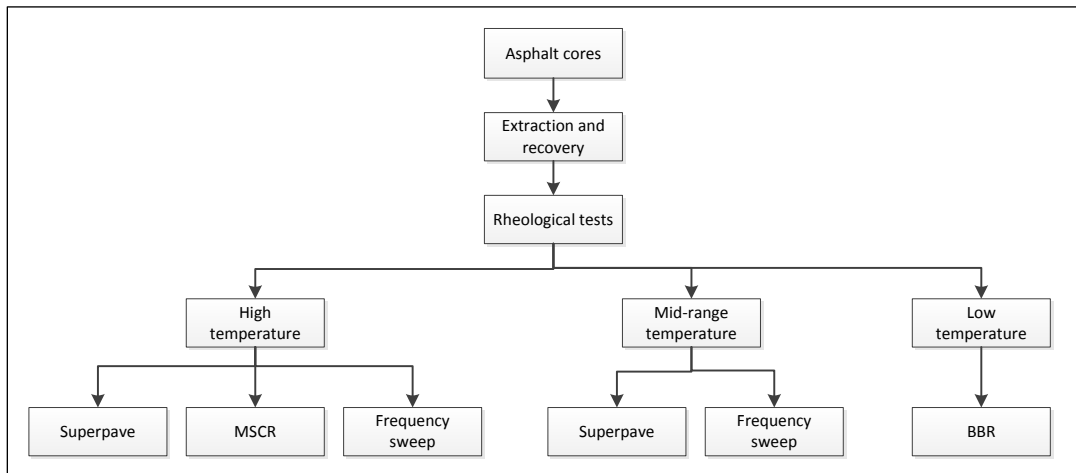 Asphalt cores
Extraction and
recovery
Rheological tests
High
temperature
Mid-range
temperature
Low
temperature
Superpave
MSCR
Frequency
sweep
Superpave
Frequency
sweep
BBR